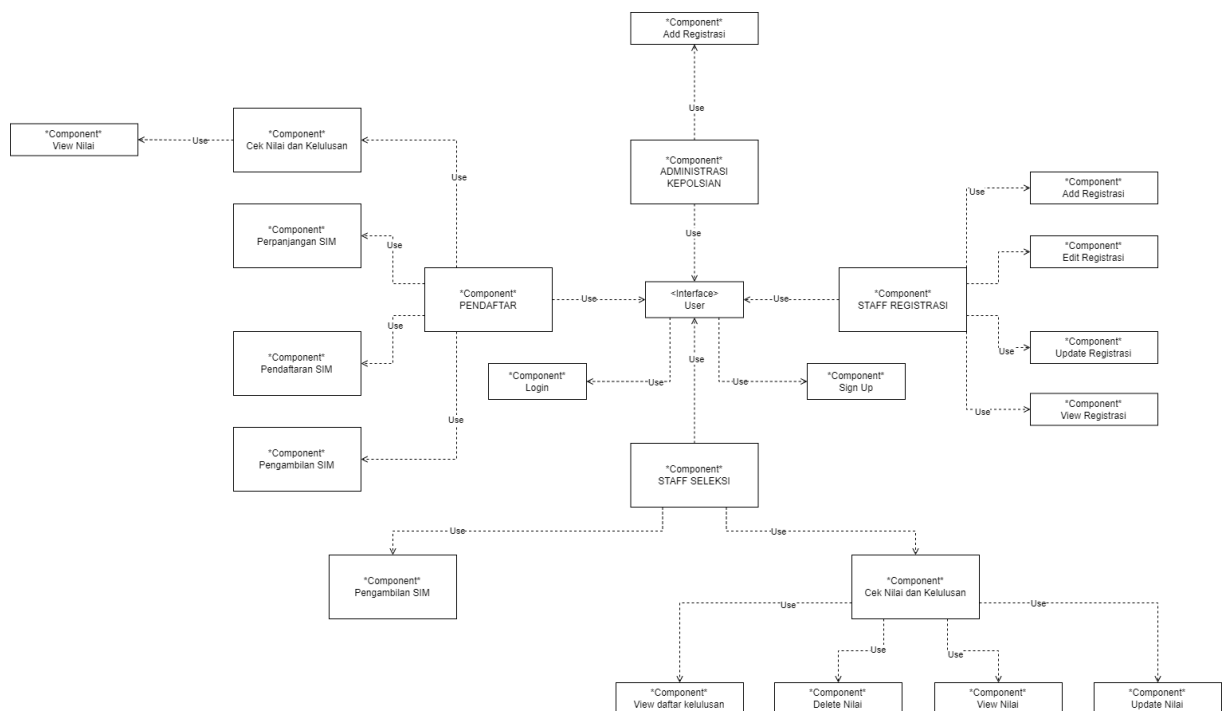 *Component*
Add Registrasi
Use
*Component*
View Nilai
Use
*Component*
Cek Nilai dan Kelulusan
Use
*Component*
ADMINISTRASI
KEPOLSIAN
Use
*Component*
Perpanjangan SIM
Use
*Component*
PENDAFTAR
Use
<Interface>
User
Use
*Component*
STAFF REGISTRASI
Use
*Component*
Add Registrasi
Use
*Component*
Edit Registrasi
Use
*Component*
Update Registrasi
Use
*Component*
View Registrasi
Use
*Component*
Pendaftaran SIM
Use
*Component*
Pengambilan SIM
*Component*
Login
Use
Use
Use
*Component*
Sign Up
*Component*
STAFF SELEKSI
Use
Use
*Component*
Pengambilan SIM
*Component*
Cek Nilai dan Kelulusan
Use
Use
Use
Use
*Component*
View daftar kelulusan
*Component*
Delete Nilai
*Component*
View Nilai
*Component*
Update Nilai